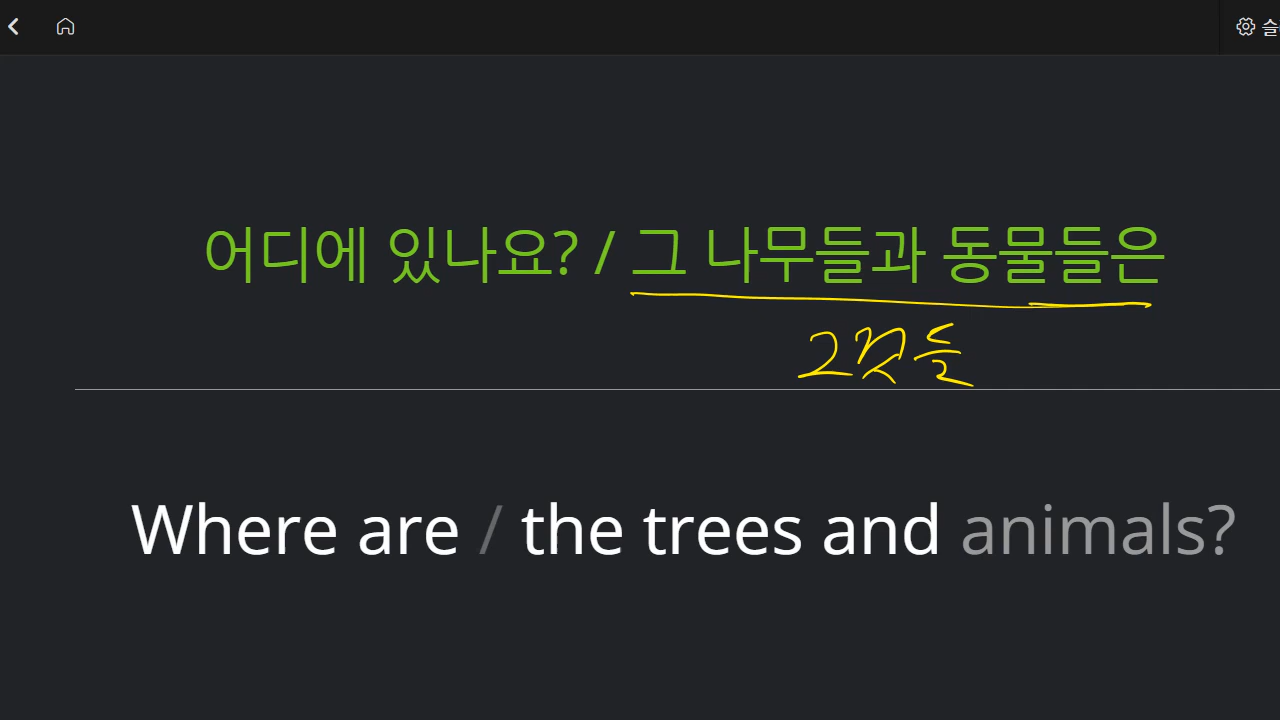 어디에 있나요? / 그 나무들과 동물들은
그것들
Where are / the trees and animals?